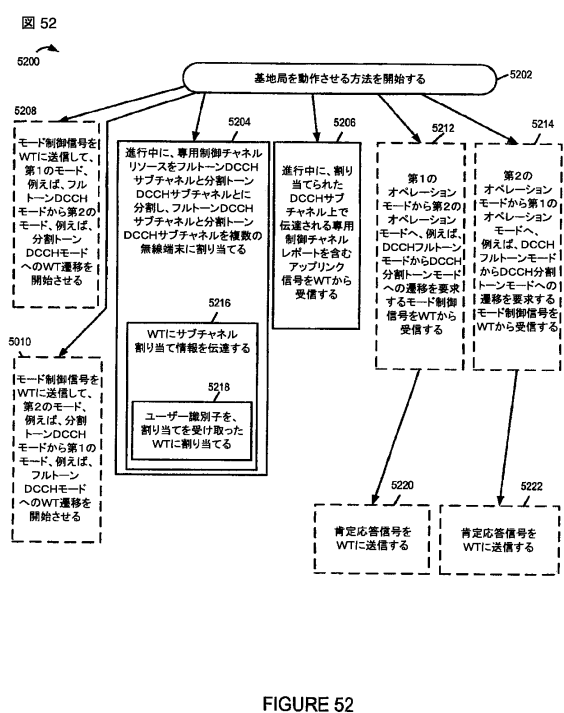 図 52
5200
基地局を動作させる方法を開始する
5202
5208
モード制御信号を
WTに送信して、
第1のモード、
例えば、フル
トーンDCCH
モードから第2の
モード、例えば、
分割トーン
DCCHモード
へのWT遷移を
開始させる
5204
進行中に、専用制御チャネル
リソースをフルトーンDCCH
サブチャネルと分割トーン
DCCHサブチャネルとに
分割し、フルトーンDCCH
サブチャネルと分割トーン
DCCHサブチャネルを複数の
無線端末に割り当てる
5216
WTにサブチャネル
割り当て情報を伝達する
5218
ユーザー識別子を、
割り当てを受け取った
WTに割り当てる
5206
進行中に、割り
当てられた
DCCHサブ
チャネル上で
伝達される専用
制御チャネル
レポートを含む
アップリンク
信号をWTから
受信する
5212
第1の
オペレーション
モードから第2の
オペレーション
モードへ、例えば、
DCCHフルトーン
モードからDCCH
分割トーンモード
への遷移を要求
するモード制御
信号をWTから
受信する
5214
第2の
オペレーション
モードから第1の
オペレーション
モードへ、
例えば、DCCH
フルトーンモード
からDCCH分割
トーンモードへの
遷移を要求する
モード制御信号
をWTから
受信する
5010
モード制御信号を
WTに送信して、
第2のモード、
例えば、分割
トーンDCCH
モードから第1の
モード、例えば、
フルトーン
DCCHモード
へのWT遷移を
開始させる
5220
肯定応答信号を
WTに送信する
5222
肯定応答信号を
WTに送信する
FIGURE 52